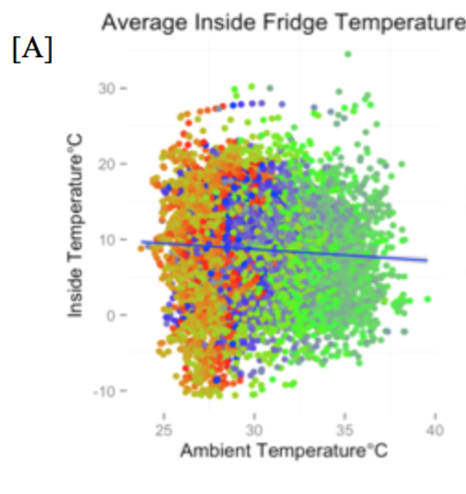 Average Inside Fridge Temperature
[A]
30
20
10
0
-10
Inside Temperature°C
25 30 35 40
Ambient Temperature°C